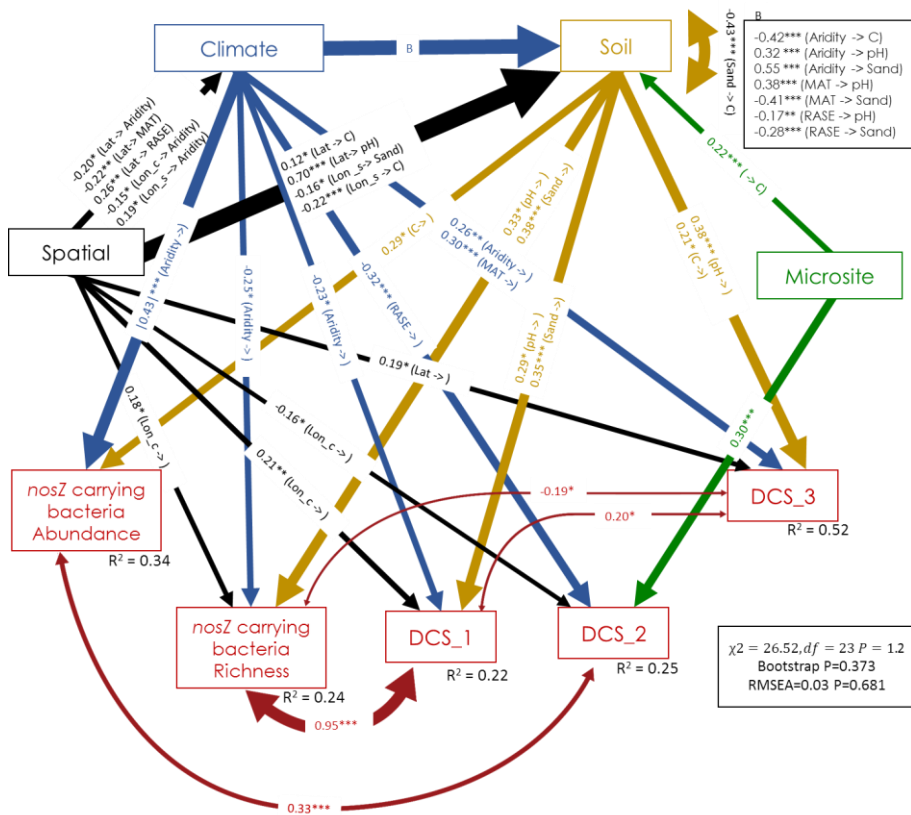 Climate
B
Soil
-0.43*** (Sand -> C)
B
-0.42*** (Aridity -> C)
0.32 *** (Aridity -> pH)
0.55 *** (Aridity -> Sand)
0.38*** (MAT -> pH)
-0.41*** (MAT -> Sand)
-0.17** (RASE -> pH)
-0.28*** (RASE -> Sand)
-0.20* (Lat-> Aridity)
-0.22** (Lat-> MAT)
0.26** (Lat -> RASE)
-0.15* (Lon_c -> Aridity)
0.19* (Lon_s -> Aridity)
0.12* (Lat -> C)
0.70*** (Lat-> pH)
-0.16* (Lon _s-> Sand)
-0.22*** (Lon_s -> C)
0.22*** ( -> C)
Spatial
Microsite
|0.43|*** (Aridity ->)
-0.25* (Aridity-> )
-0.23* (Aridity-> )
-0.32*** (RASE -> )
0.29* (C-> )
0.33* (pH -> )
0.38*** (Sand-> )
0.26** (Aridity -> )
0.30*** (MAT -> )
0.38*** (pH -> )
0.21* (C-> )
0.29* (pH -> )
0.35*** (Sand-> )
0.19* (Lat -> )
0.18* (Lon_c -> )
0.21** (Lon_c -> )
-0.16* (Lon_c-> )
0.30***
nosZ carrying
bacteria
Abundance
R² = 0.34
-0.19*
0.20*
DCS_3
R² = 0.52
nosZ carrying
bacteria
Richness
R² = 0.24
DCS_1
R² = 0.22
DCS_2
R² = 0.25
0.95***
0.33***
χ2 = 26.52, df = 23 P = 1.2
Bootstrap P=0.373
RMSEA=0.03 P=0.681